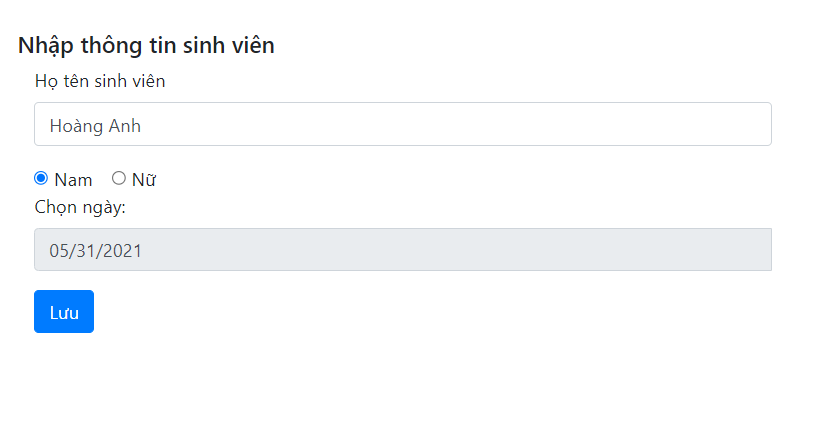 Nhập thông tin sinh viên
Họ tên sinh viên
Hoàng Anh
Nam Nữ
Chọn ngày:
05/31/2021
Lưu